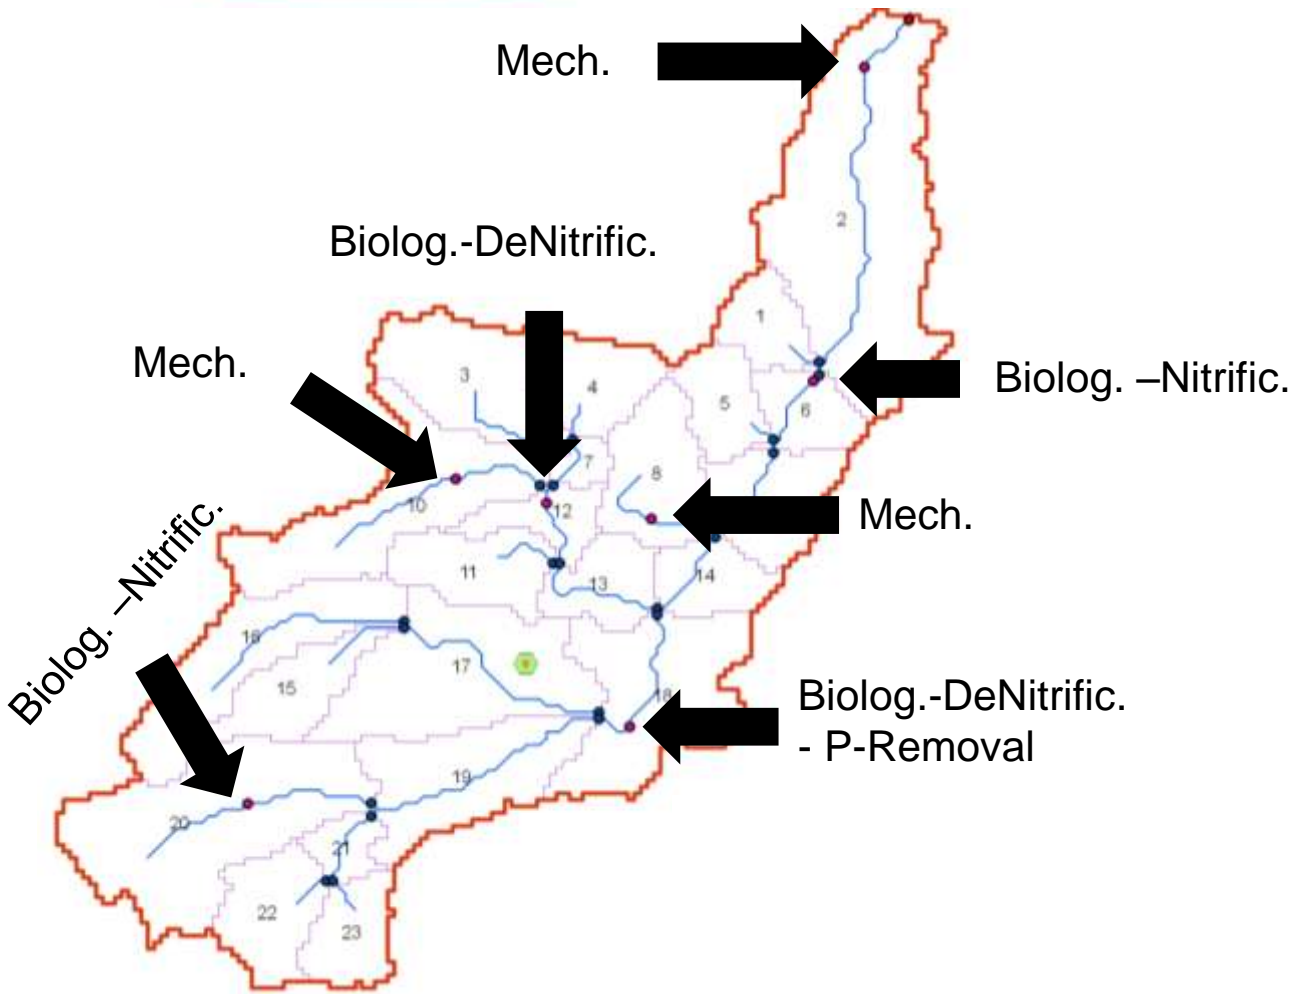 Mech.
2
Biolog.-DeNitrific.
1
Mech.
3
4
Biolog. –Nitrific.
5
6
7
8
10
12
Mech.
Biolog. –Nitrific.
11
13
14
16
17
15
18
Biolog.-DeNitrific.
- P-Removal
19
20
21
22
23